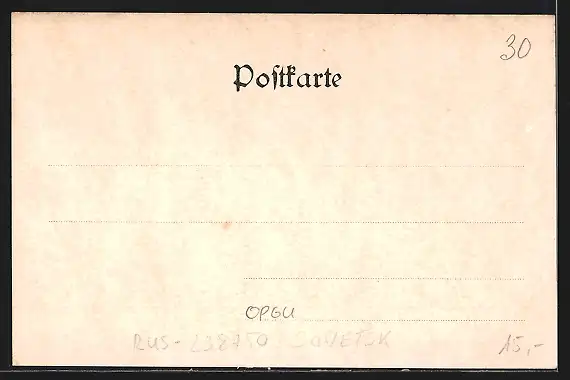 30
Postkarte
OPGU
RUS-238750 SOVETSK
15,-